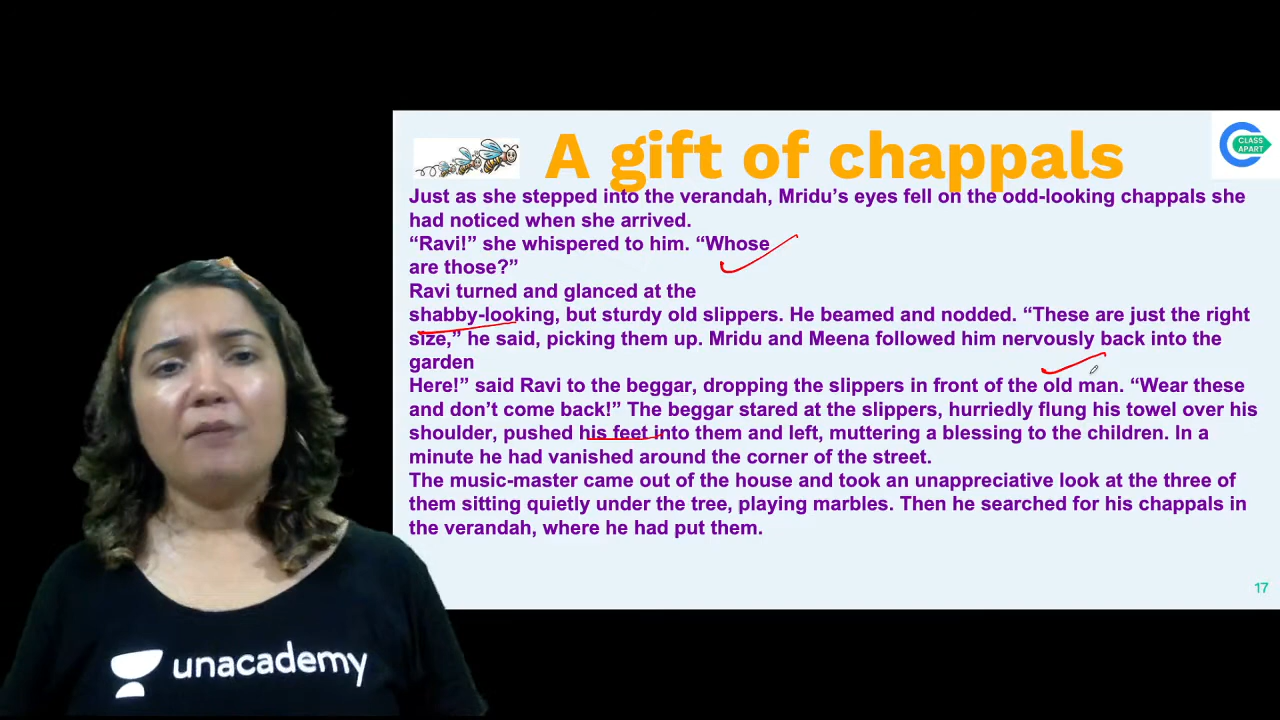 A gift of chappals
CLASS
APART
Just as she stepped into the verandah, Mridu’s eyes fell on the odd-looking chappals she
had noticed when she arrived.
“Ravi!” she whispered to him. “Whose
are those?”
Ravi turned and glanced at the
shabby-looking, but sturdy old slippers. He beamed and nodded. “These are just the right
size,” he said, picking them up. Mridu and Meena followed him nervously back into the
garden
Here!” said Ravi to the beggar, dropping the slippers in front of the old man. “Wear these
and don’t come back!” The beggar stared at the slippers, hurriedly flung his towel over his
shoulder, pushed his feet into them and left, muttering a blessing to the children. In a
minute he had vanished around the corner of the street.
The music-master came out of the house and took an unappreciative look at the three of
them sitting quietly under the tree, playing marbles. Then he searched for his chappals in
the verandah, where he had put them.
17
unacademy